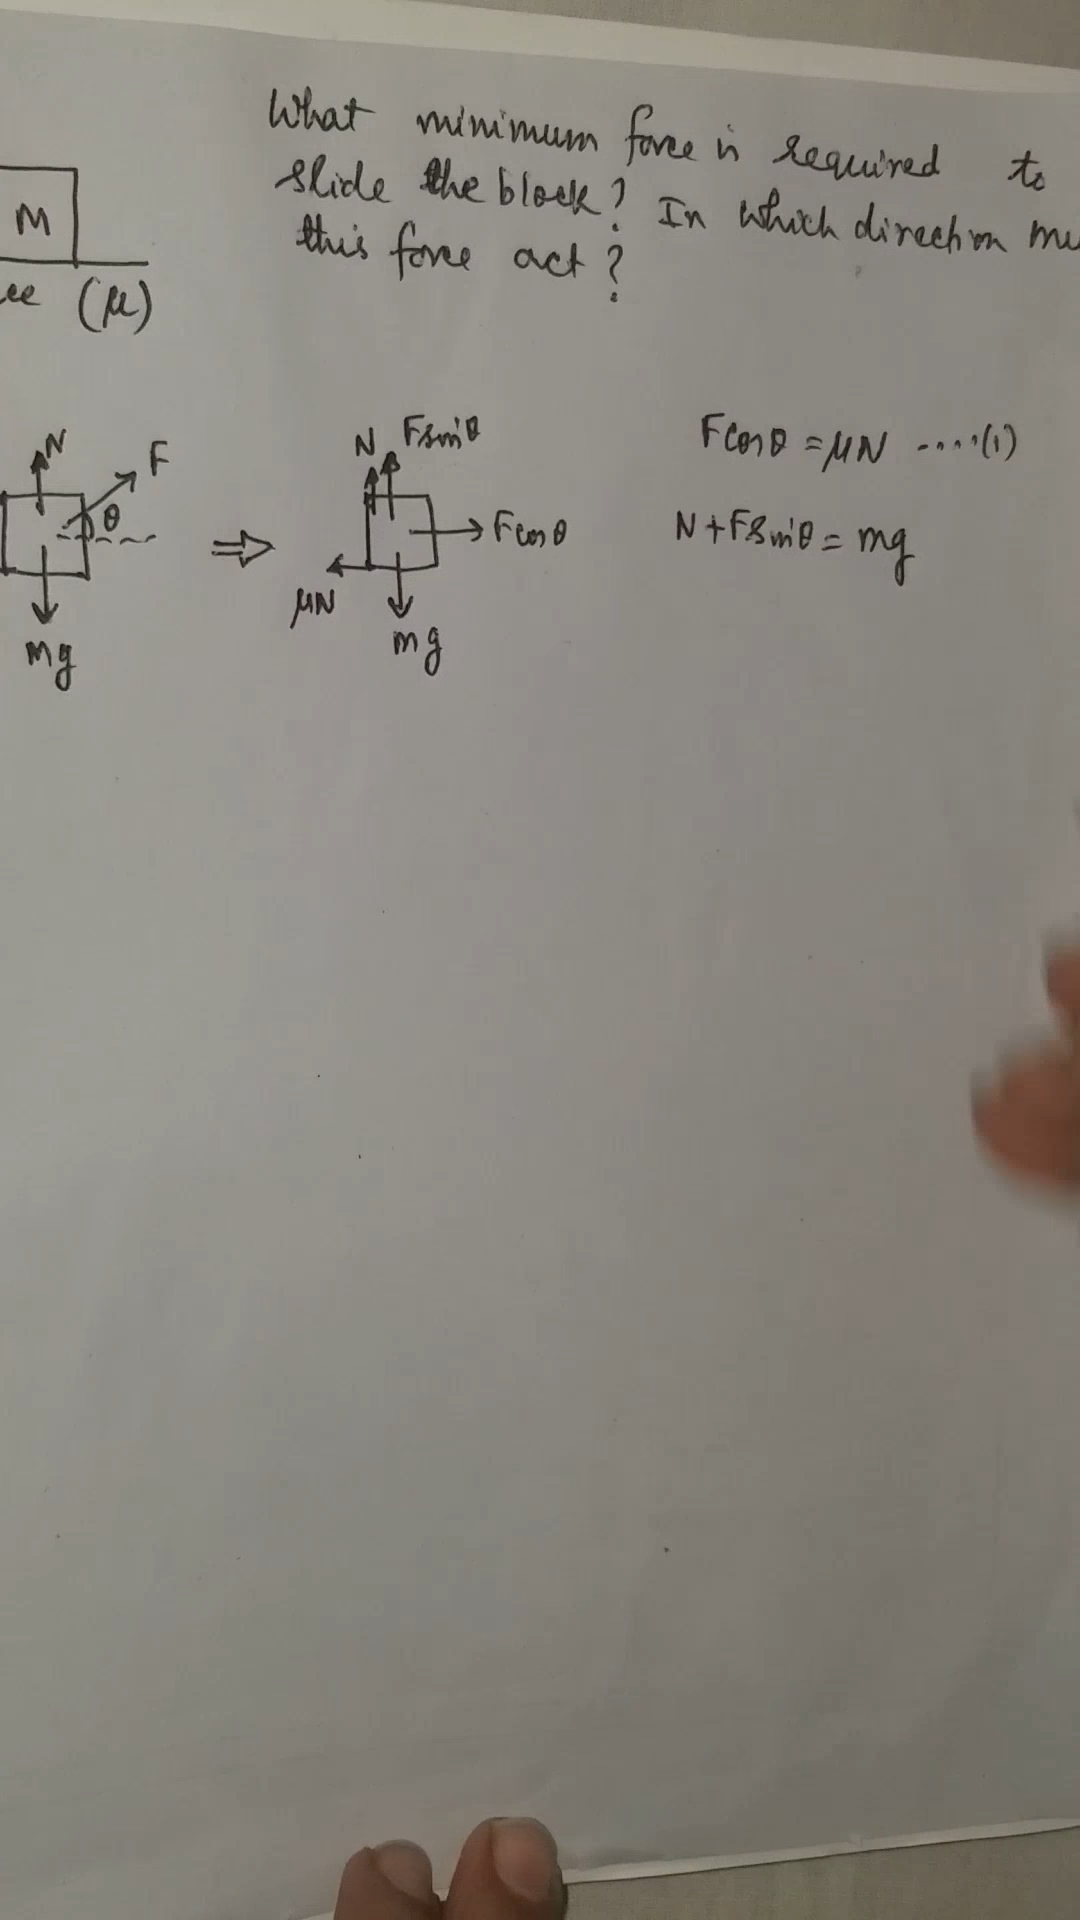 What minimum force is required to
slide the block? In which direction
this force act?
M
(μ)
N
F
θ
mg
⇒
N Fsinθ
Fcosθ
μN
mg
Fcosθ = μN ....(1)
N+Fsinθ = mg